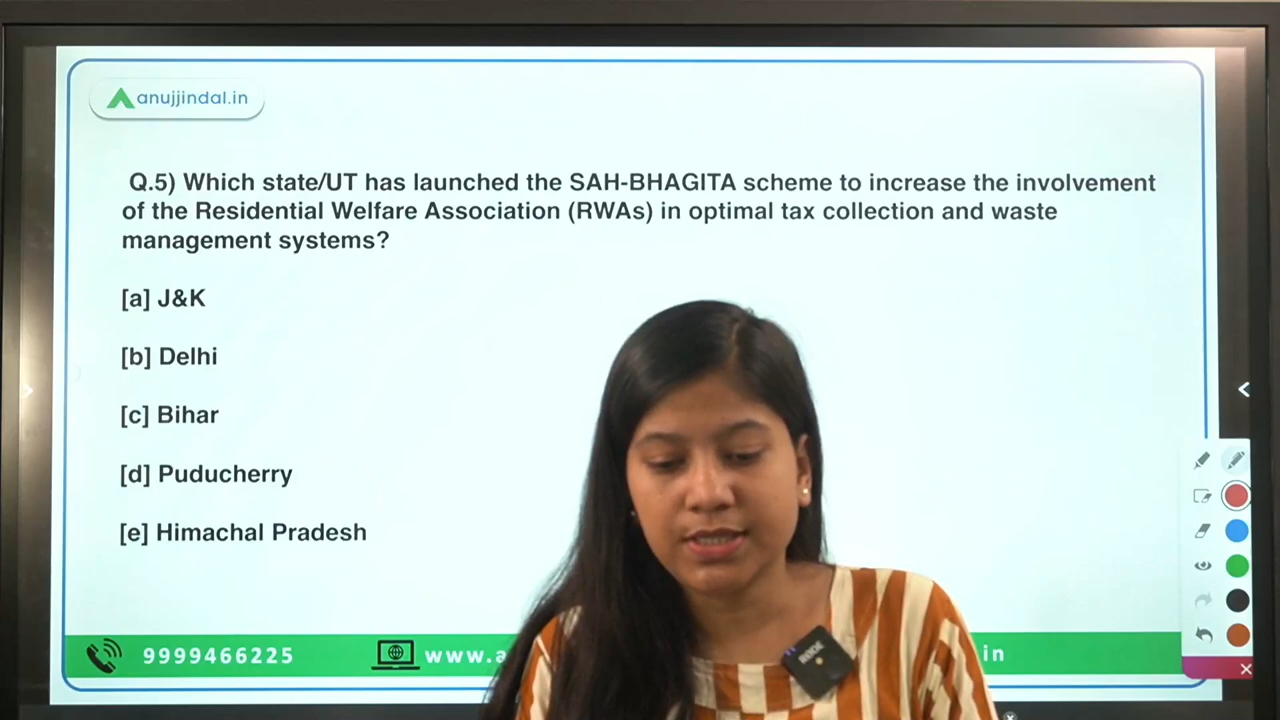 anujjindal.in
Q.5) Which state/UT has launched the SAH-BHAGITA scheme to increase the involvement
of the Residential Welfare Association (RWAs) in optimal tax collection and waste
management systems?
[a] J&K
[b] Delhi
[c] Bihar
[d] Puducherry
[e] Himachal Pradesh
9999466225
www.a
in
RODE